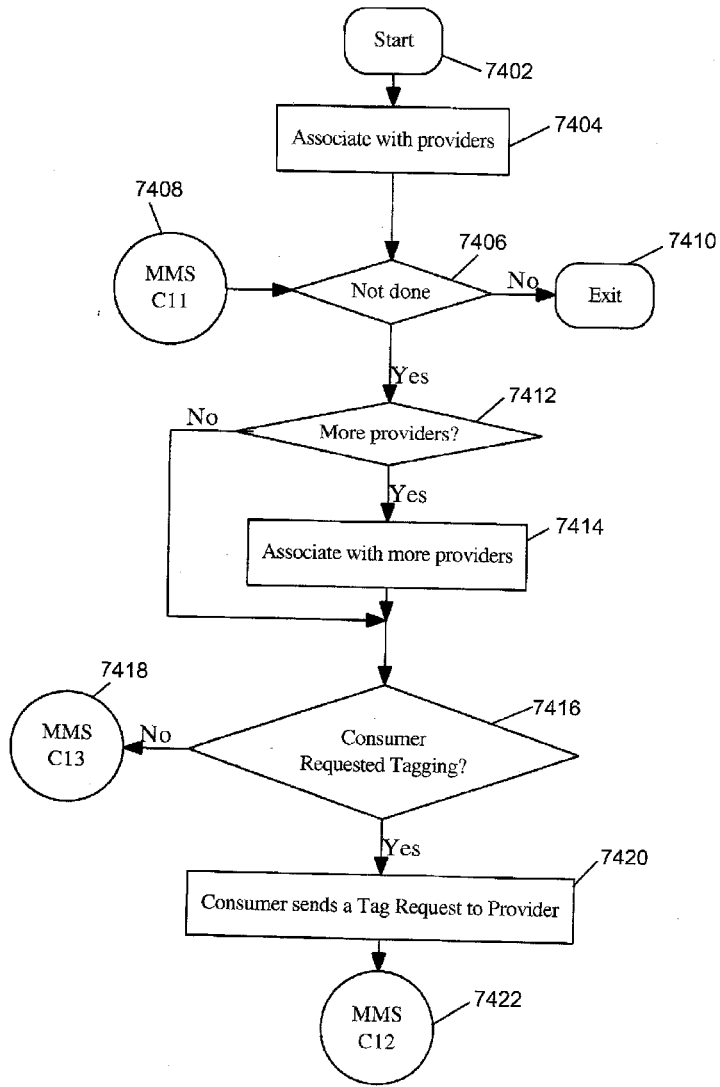 Start
7402
Associate with providers
7404
7408
MMS
C11
7406
Not done
No
7410
Exit
Yes
7412
No
More providers?
Yes
Associate with more providers
7414
7418
MMS
C13
No
7416
Consumer
Requested Tagging?
Yes
7420
Consumer sends a Tag Request to Provider
MMS
C12
7422